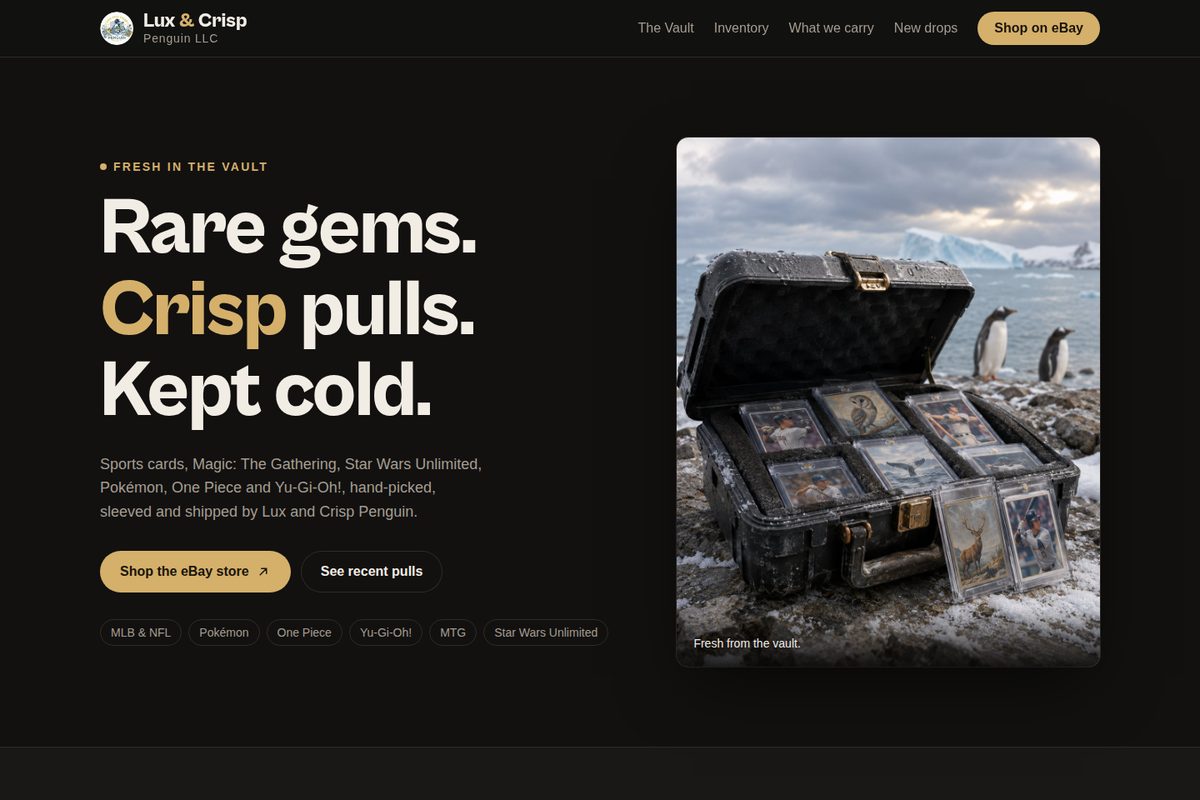 Lux & Crisp
Penguin LLC
The Vault
Inventory
What we carry
New drops
Shop on eBay
FRESH IN THE VAULT
Rare gems.
Crisp pulls.
Kept cold.
Sports cards, Magic: The Gathering, Star Wars Unlimited,
Pokémon, One Piece and Yu-Gi-Oh!, hand-picked,
sleeved and shipped by Lux and Crisp Penguin.
Shop the eBay store
See recent pulls
MLB & NFL
Pokémon
One Piece
Yu-Gi-Oh!
MTG
Star Wars Unlimited
Fresh from the vault.